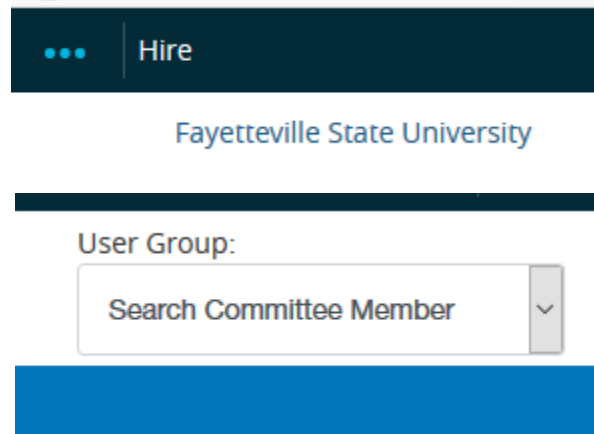 Hire
Fayetteville State University
User Group:
Search Committee Member